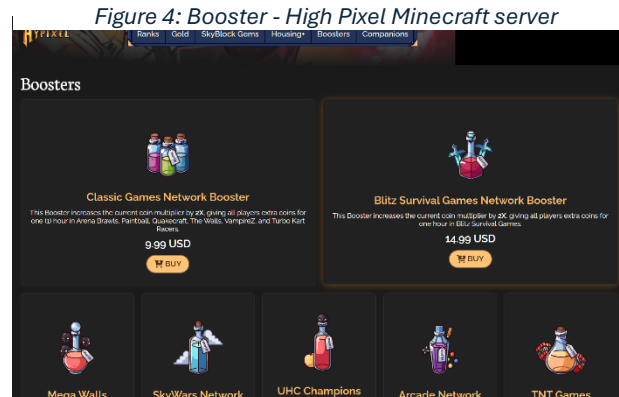 Figure 4: Booster - High Pixel Minecraft server
HYPIXEL
Ranks Gold SkyBlock Gems Housing+ Boosters Companions
Boosters
Classic Games Network Booster
This Booster increases the current coin multiplier by 2X, giving all players extra coins for
one (1) hour in Arena Brawls, Paintball, Quakecraft, The Walls, VampireZ, and Turbo Kart
Racers.
9.99 USD
BUY
Blitz Survival Games Network Booster
This Booster increases the current coin multiplier by 2X, giving all players extra coins for
one hour in Blitz Survival Games.
14.99 USD
BUY
Mega Walls
SkyWars Network
UHC Champions
Arcade Network
TNT Games